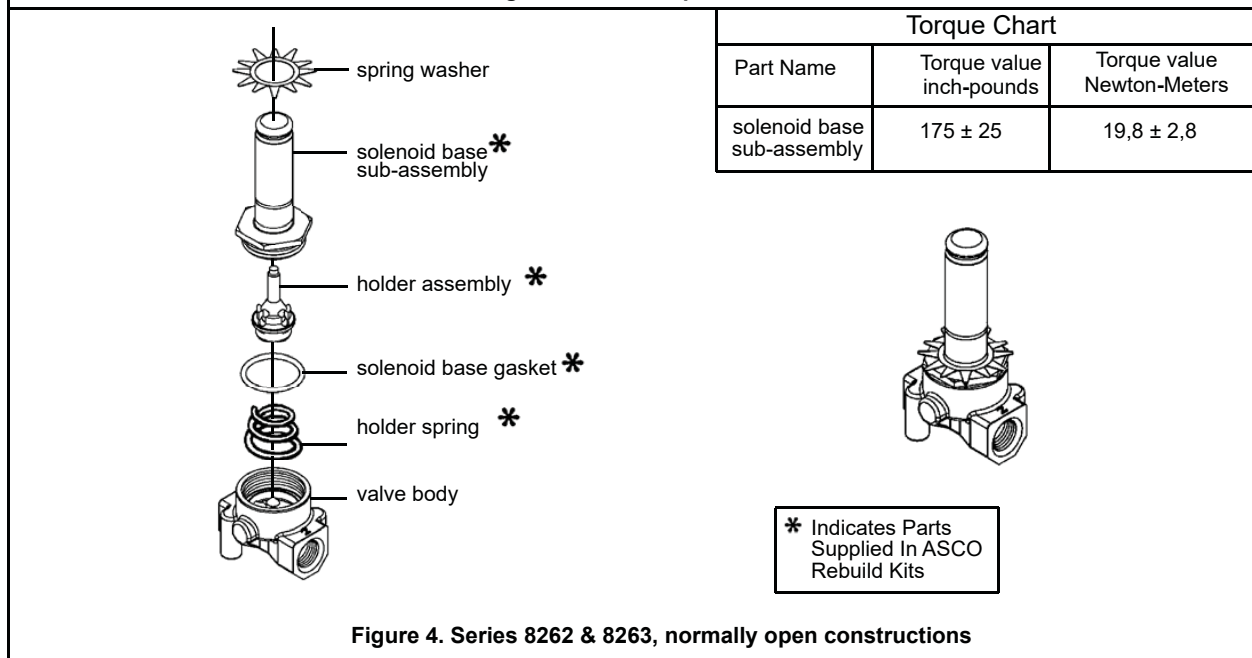 spring washer
solenoid base *
sub-assembly
holder assembly *
solenoid base gasket *
holder spring *
valve body
Torque Chart
Part Name
Torque value
inch-pounds
Torque value
Newton-Meters
solenoid base
sub-assembly
175 ± 25
19,8 ± 2,8
* Indicates Parts
Supplied In ASCO
Rebuild Kits
Figure 4. Series 8262 & 8263, normally open constructions